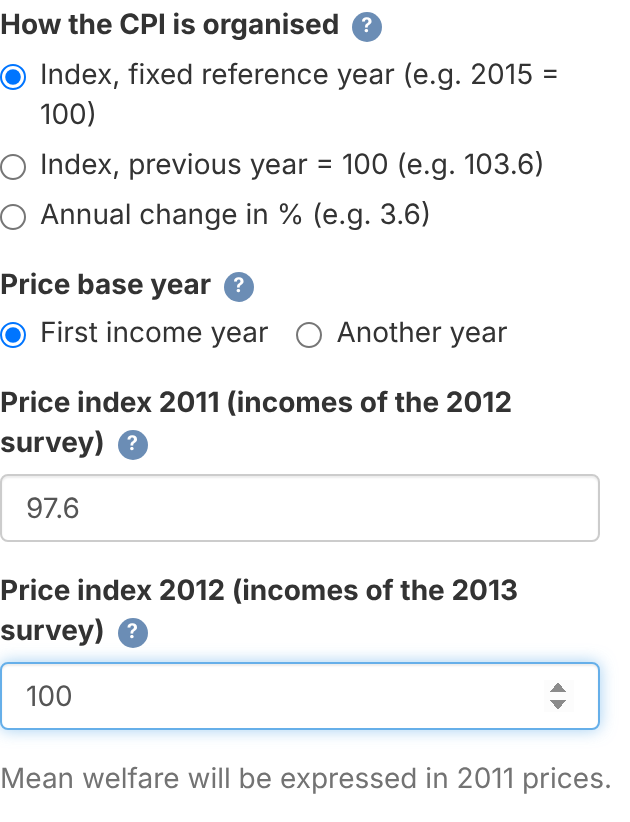 How the CPI is organised ?
Index, fixed reference year (e.g. 2015 =
100)
Index, previous year = 100 (e.g. 103.6)
Annual change in % (e.g. 3.6)
Price base year ?
First income year Another year
Price index 2011 (incomes of the 2012
survey) ?
97.6
Price index 2012 (incomes of the 2013
survey) ?
100
Mean welfare will be expressed in 2011 prices.